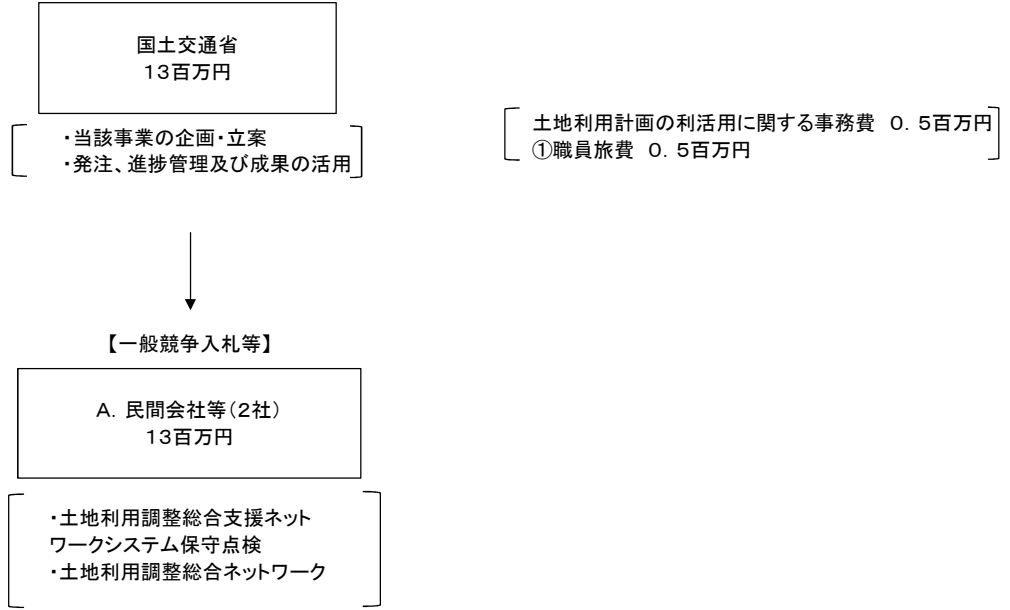 国土交通省
１３百万円
・当該事業の企画・立案
・発注、進捗管理及び成果の活用
土地利用計画の利活用に関する事務費　０．５百万円
①職員旅費　０．５百万円
【一般競争入札等】
Ａ．民間会社等（２社）
１３百万円
・土地利用調整総合支援ネット
ワークシステム保守点検
・土地利用調整総合ネットワーク